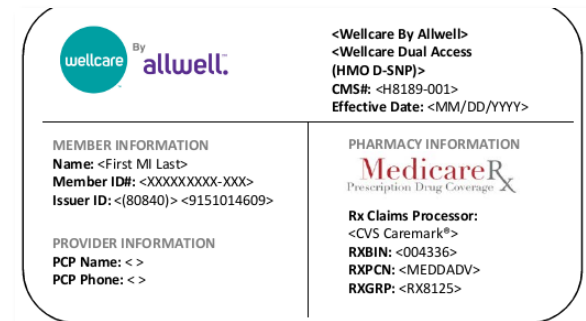 wellcare
By
allwell.
<Wellcare By Allwell>
<Wellcare Dual Access
(HMO D-SNP)>
CMS#: <H8189-001>
Effective Date: <MM/DD/YYYY>
MEMBER INFORMATION
Name: <First MI Last>
Member ID#: <XXXXXXXXX-XXX>
Issuer ID: <(80840)> <9151014609>
PROVIDER INFORMATION
PCP Name: < >
PCP Phone: < >
PHARMACY INFORMATION
MedicareRx
Prescription Drug Coverage
Rx Claims Processor:
<CVS Caremark®>
RXBIN: <004336>
RXPCN: <MEDDADV>
RXGRP: <RX8125>